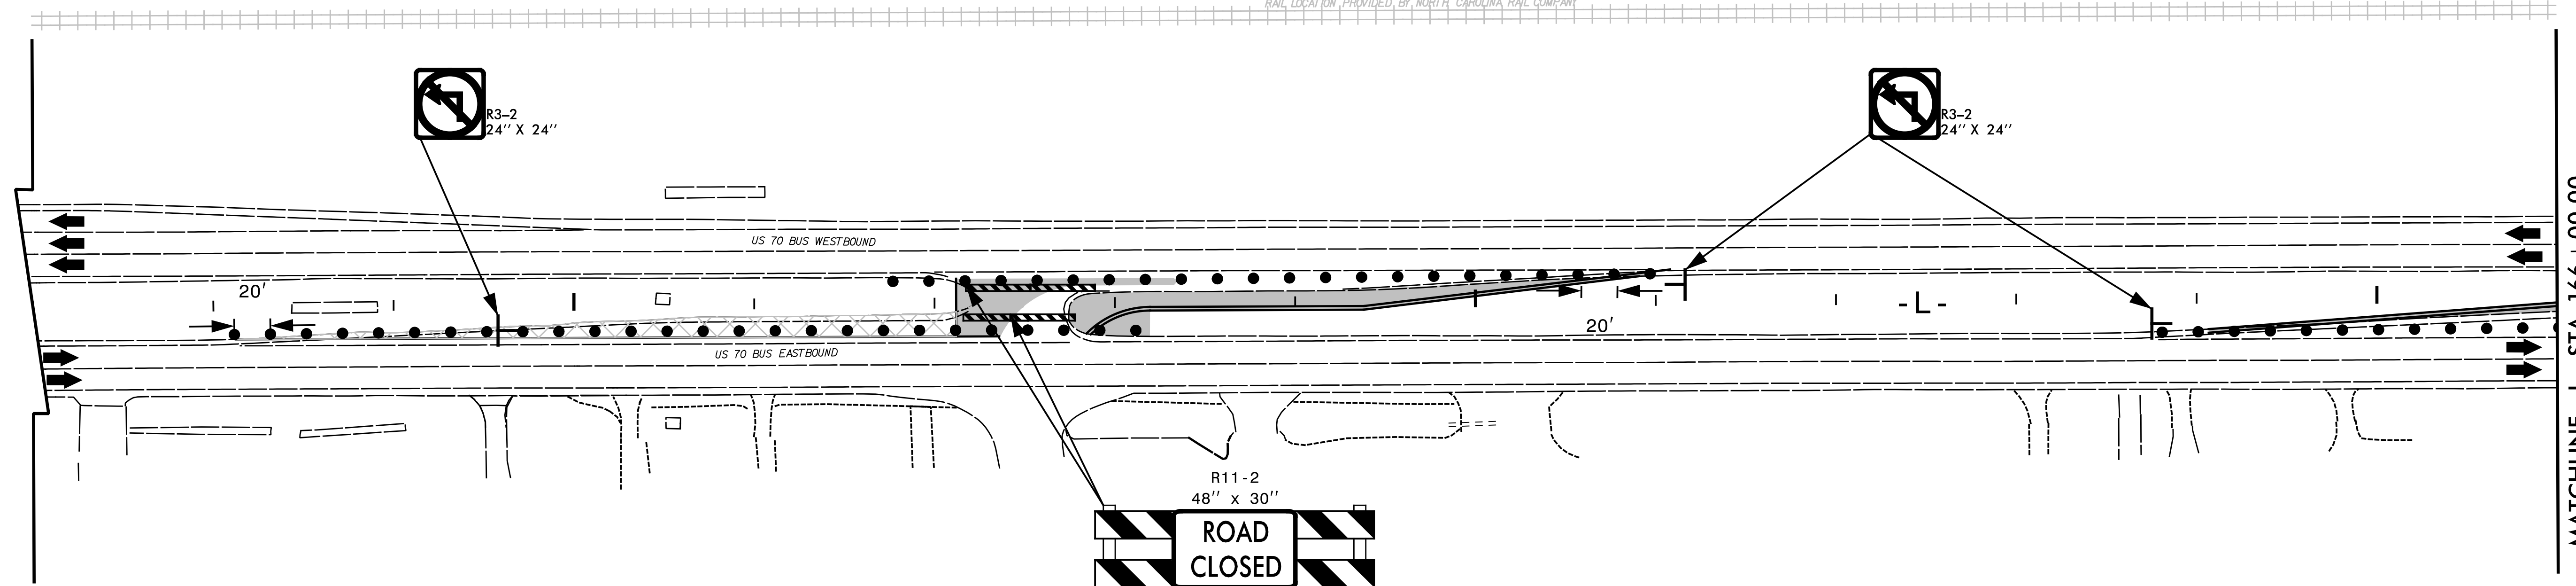 RAIL LOCATION PROVIDED BY NORTH CAROLINA RAIL COMPANY
R3-2
24'' X 24''
R3-2
24'' X 24''
US 70 BUS WESTBOUND
20'
-L-
20'
US 70 BUS EASTBOUND
R11-2
48'' x 30''
ROAD
CLOSED